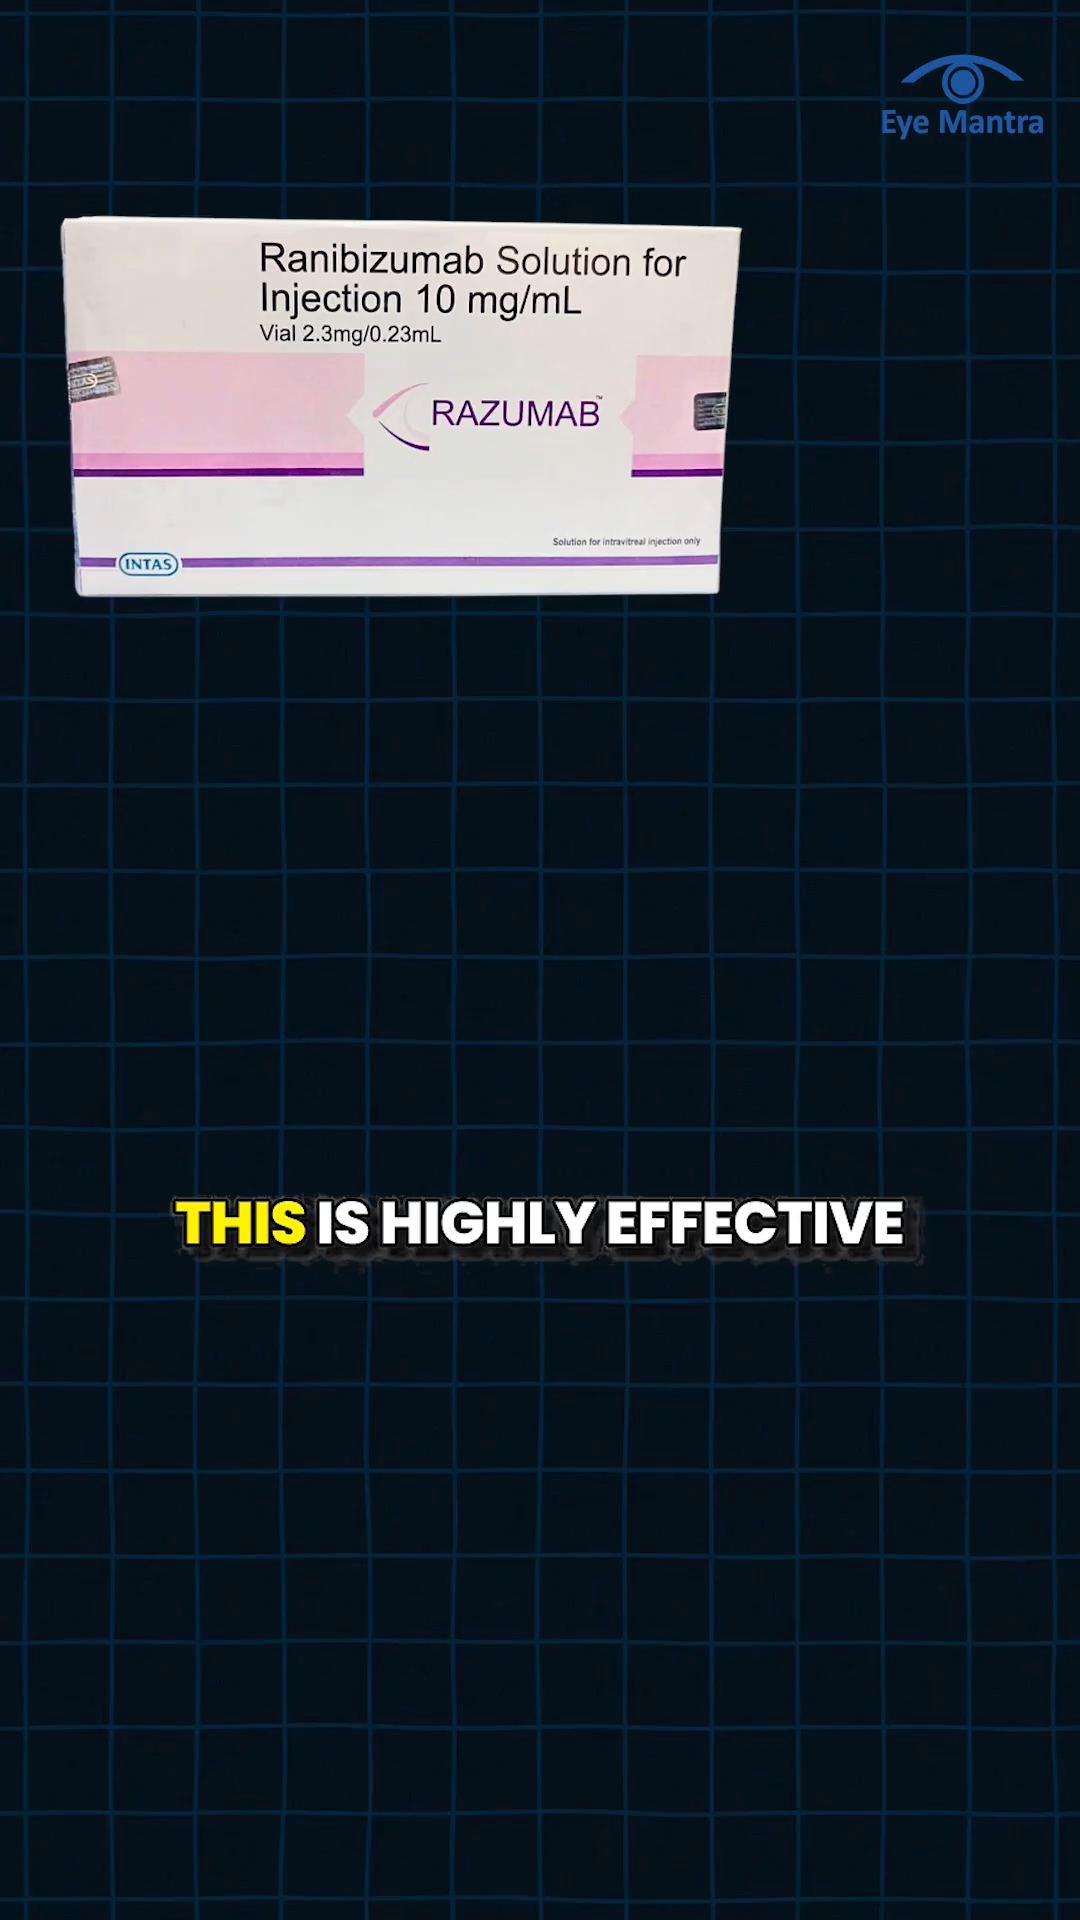 Eye Mantra
Ranibizumab Solution for
Injection 10 mg/mL
Vial 2.3mg/0.23mL
RAZUMAB™
Solution for intravitreal injection only
INTAS
THIS IS HIGHLY EFFECTIVE